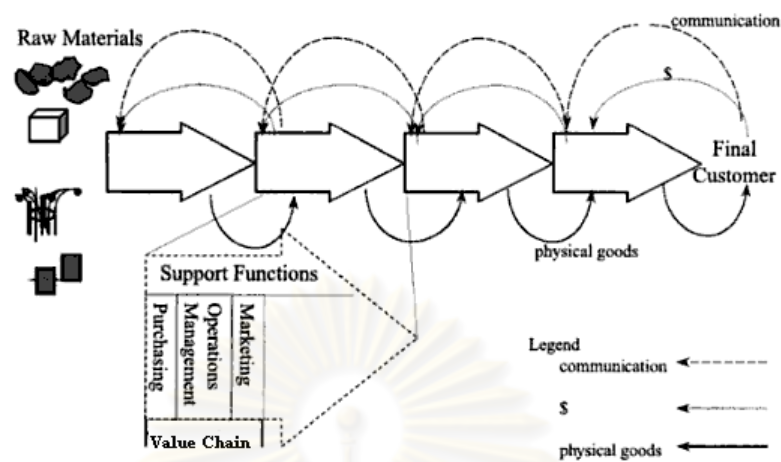 communication
Raw Materials
$
Final
Customer
physical goods
Support Functions
Purchasing
Operations
Management
Marketing
Value Chain
Legend
communication
$
physical goods